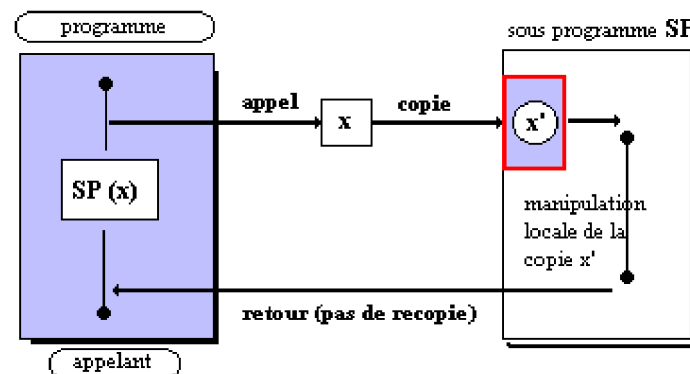 programme
sous programme SP
appel
copie
x
x'
SP (x)
manipulation
locale de la
copie x'
retour (pas de recopie)
appelant